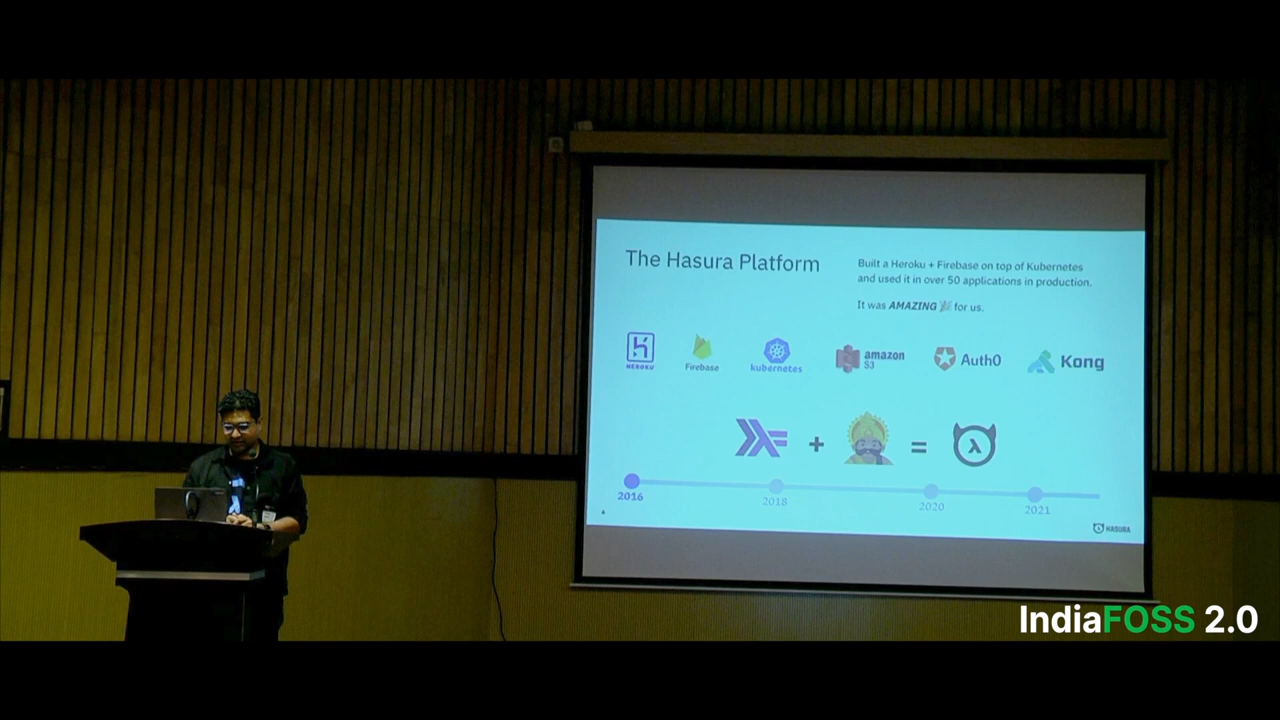 The Hasura Platform
Built a Heroku + Firebase on top of Kubernetes
and used it in over 50 applications in production.
It was AMAZING 🎉 for us.
HEROKU
Firebase
kubernetes
amazon
S3
Auth0
Kong
+
=
2016
2018
2020
2021
HASURA
IndiaFOSS 2.0